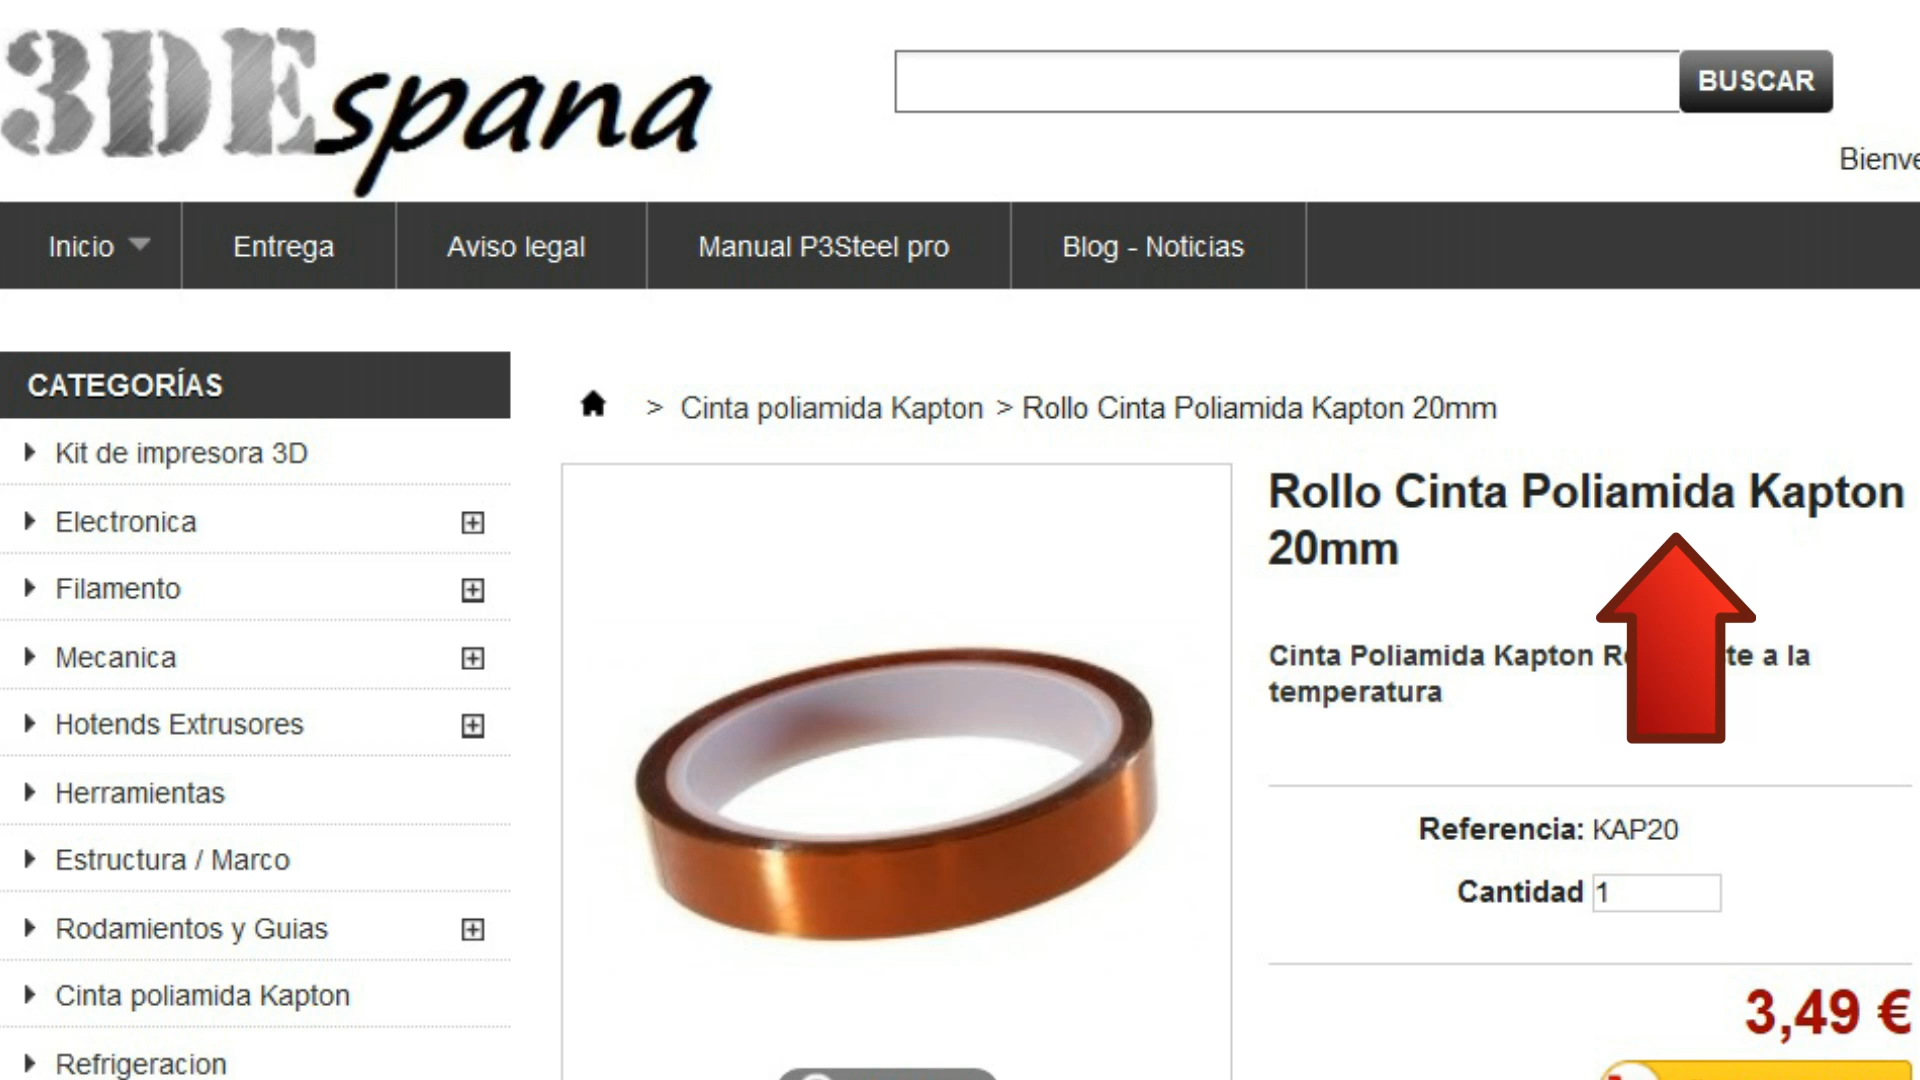 3DEspana
BUSCAR
Inicio
Entrega
Aviso legal
Manual P3Steel pro
Blog - Noticias
CATEGORÍAS
Kit de impresora 3D
Electronica
Filamento
Mecanica
Hotends Extrusores
Herramientas
Estructura / Marco
Rodamientos y Guias
Cinta poliamida Kapton
Refrigeracion
> Cinta poliamida Kapton > Rollo Cinta Poliamida Kapton 20mm
Rollo Cinta Poliamida Kapton
20mm
Cinta Poliamida Kapton a la
temperatura
Referencia: KAP20
Cantidad 1
3,49 €